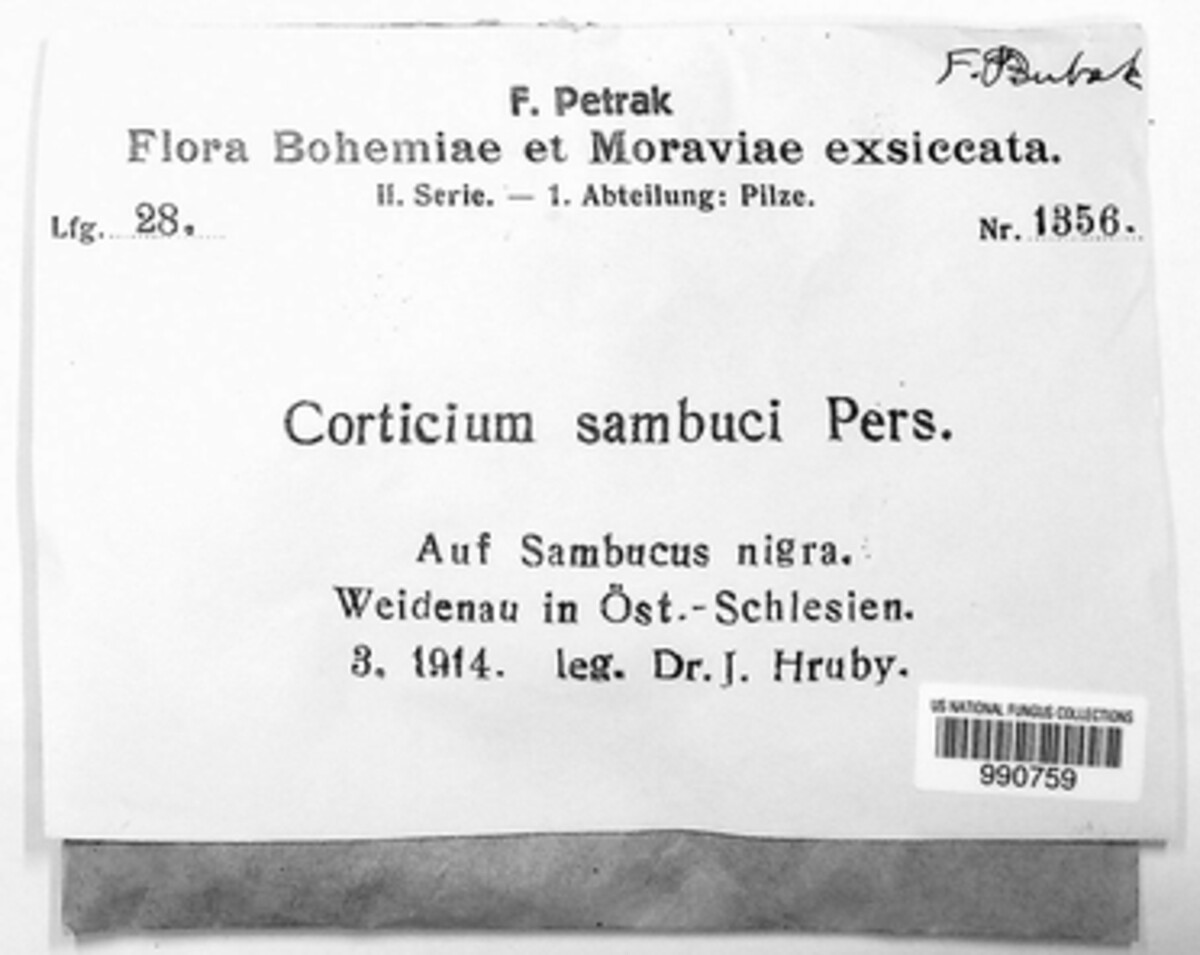 F. Bubak
F. Petrak
Flora Bohemiae et Moraviae exsiccata.
II. Serie. — 1. Abteilung: Pilze.
Lfg. 28.
Nr. 1356.
Corticium sambuci Pers.
Auf Sambucus nigra.
Weidenau in Öst.-Schlesien.
3. 1914. leg. Dr. J. Hruby.
US NATIONAL FUNGUS COLLECTIONS
990759